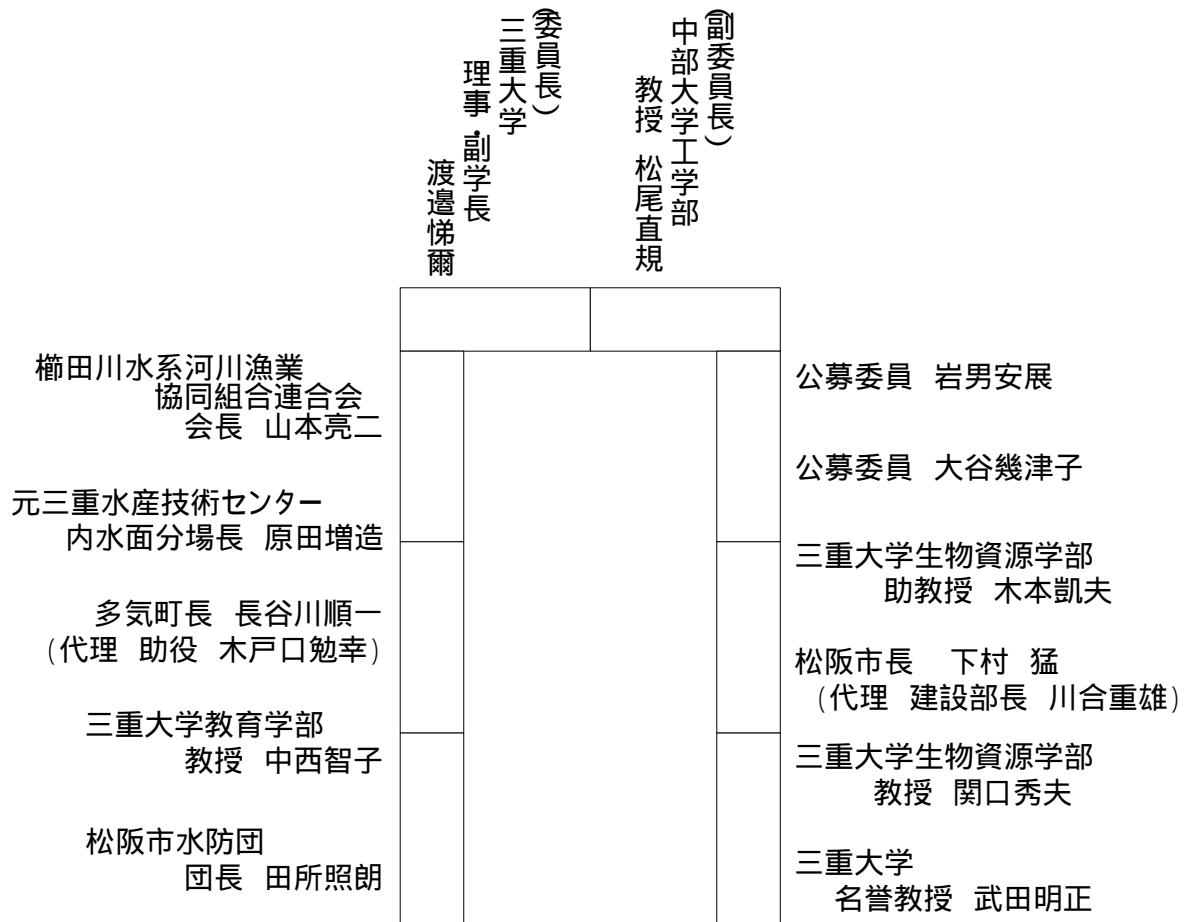 (委員長)
三重大学
理事・副学長
渡邉悌爾
(副委員長)
中部大学工学部
教授 松尾直規
櫛田川水系河川漁業
協同組合連合会
会長 山本亮二
元三重水産技術センター
内水面分場長 原田増造
多気町長 長谷川順一
(代理 助役 木戸口勉幸)
三重大学教育学部
教授 中西智子
松阪市水防団
団長 田所照朗
公募委員 岩男安展
公募委員 大谷幾津子
三重大学生物資源学部
助教授 木本凱夫
松阪市長 下村 猛
(代理 建設部長 川合重雄)
三重大学生物資源学部
教授 関口秀夫
三重大学
名誉教授 武田明正